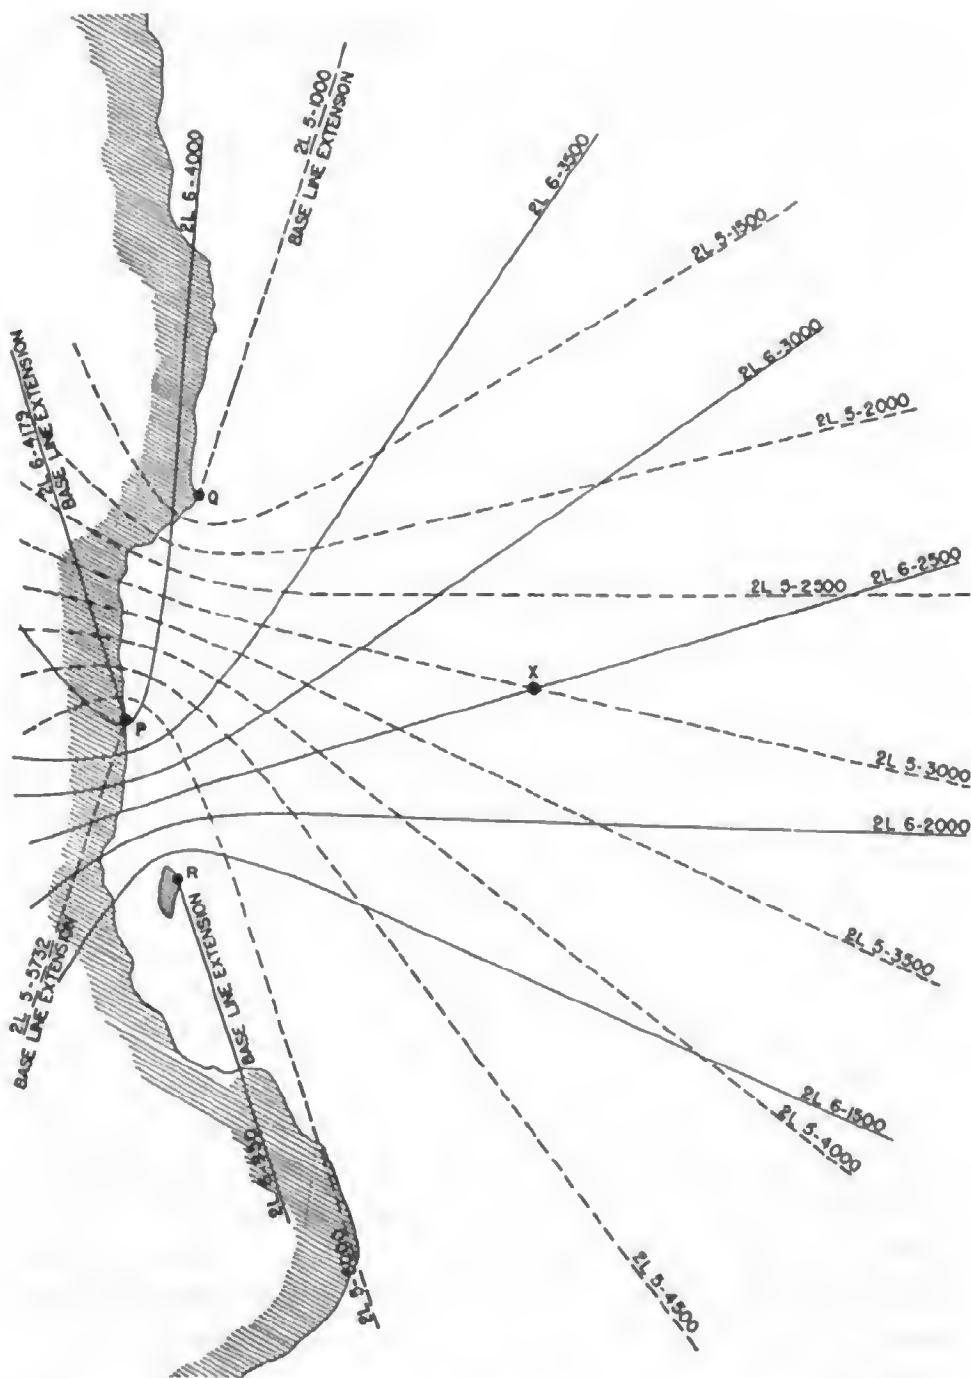 2L 5-1000
BASE LINE EXTENSION
2L 6-4000
2L 6-3500
2L 5-1500
2L 6-3000
2L 6-4179
BASE LINE EXTENSION
2L 5-2000
Q
2L 5-2500
2L 6-2500
X
P
2L 5-3000
2L 6-2000
R
BASE LINE EXTENSION
2L 5-5732
BASE LINE EXTENSION
2L 5-3500
2L 6-1500
2L 5-4000
2L 5-4500
2L 5-